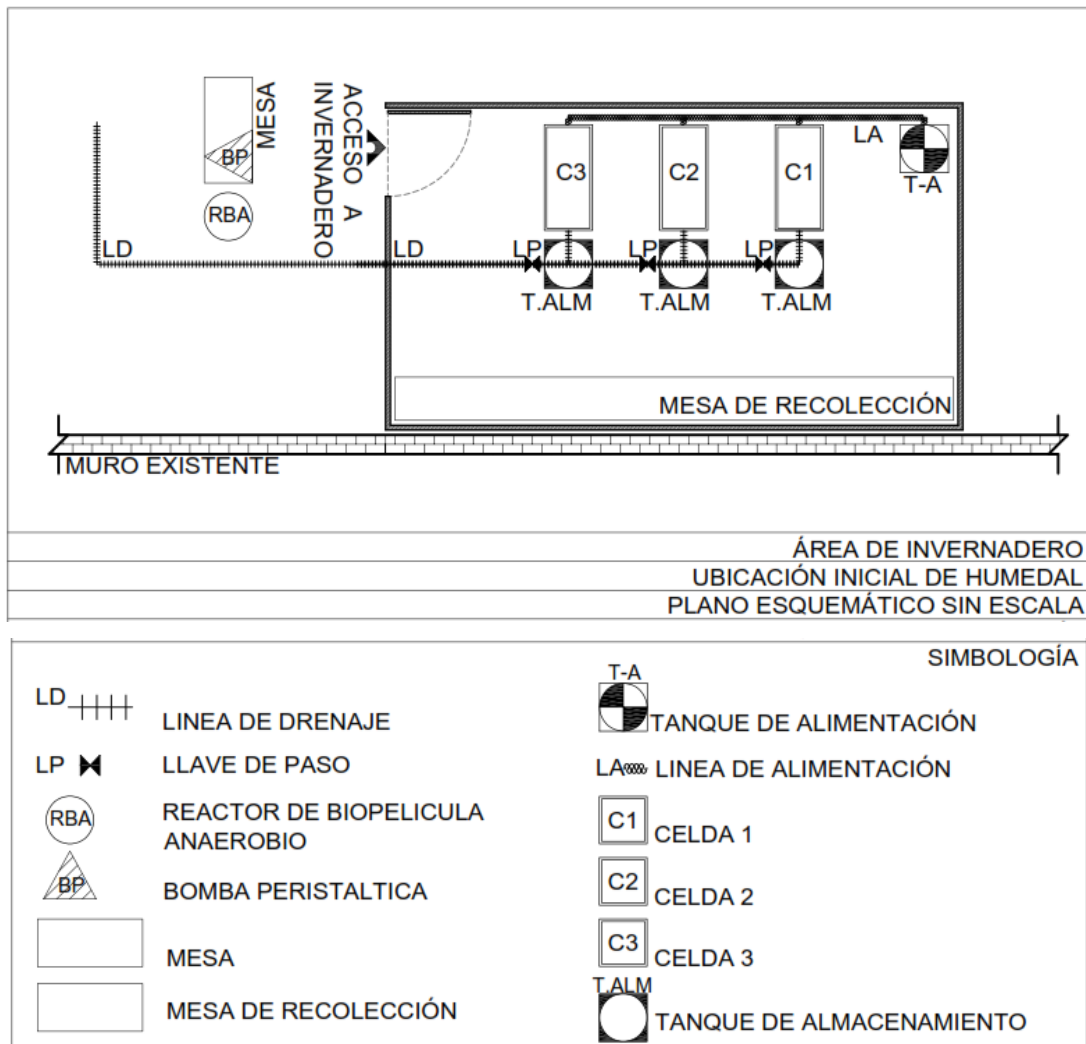 MESA
BP
RBA
ACCESO A
INVERNADERO
LD
LD
LP
LP
LP
C3
C2
C1
LA
T-A
T.ALM
T.ALM
T.ALM
MESA DE RECOLECCIÓN
MURO EXISTENTE
ÁREA DE INVERNADERO
UBICACIÓN INICIAL DE HUMEDAL
PLANO ESQUEMÁTICO SIN ESCALA
SIMBOLOGÍA
LD
LINEA DE DRENAJE
LP
LLAVE DE PASO
RBA
REACTOR DE BIOPELICULA
ANAEROBIO
BP
BOMBA PERISTALTICA
MESA
MESA DE RECOLECCIÓN
T-A
TANQUE DE ALIMENTACIÓN
LA
LINEA DE ALIMENTACIÓN
C1
CELDA 1
C2
CELDA 2
C3
CELDA 3
T.ALM
TANQUE DE ALMACENAMIENTO